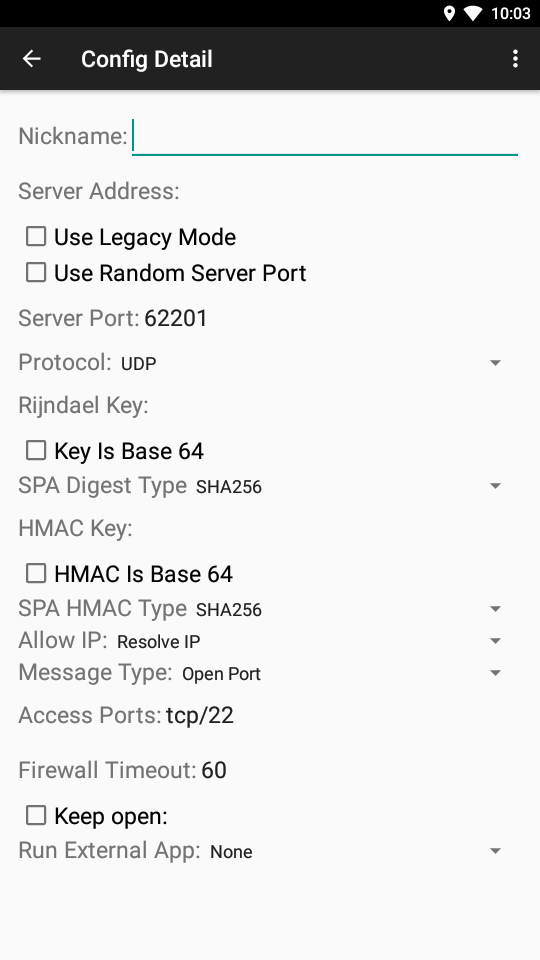 10:03
Config Detail
Nickname:
Server Address:
Use Legacy Mode
Use Random Server Port
Server Port: 62201
Protocol: UDP
Rijndael Key:
Key Is Base 64
SPA Digest Type SHA256
HMAC Key:
HMAC Is Base 64
SPA HMAC Type SHA256
Allow IP: Resolve IP
Message Type: Open Port
Access Ports: tcp/22
Firewall Timeout: 60
Keep open:
Run External App: None